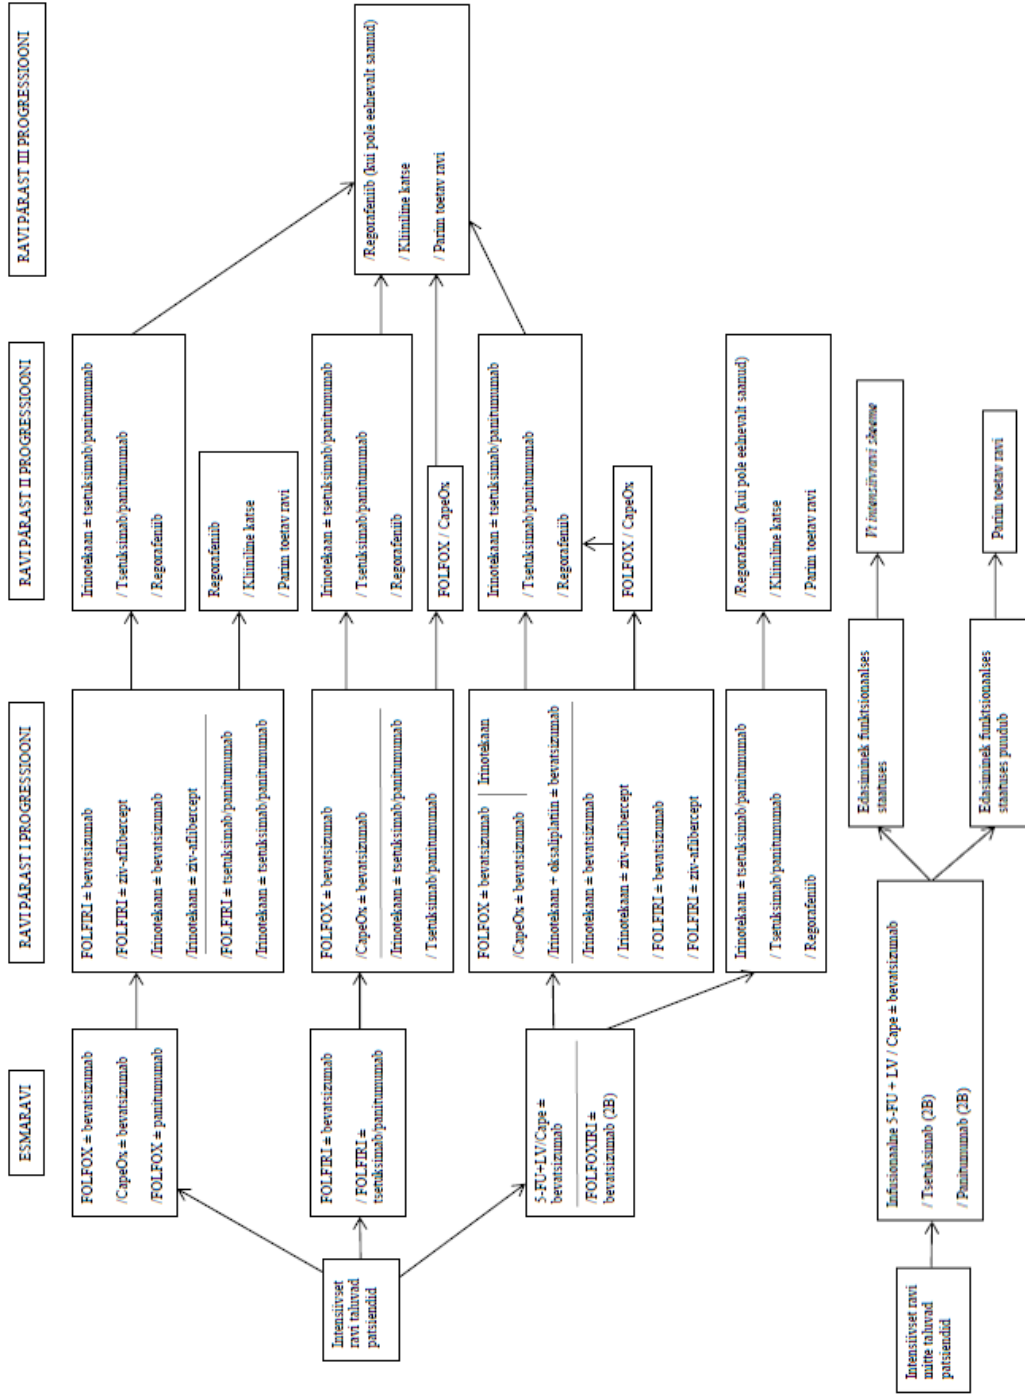 ESMARAVI
RAVI PÄRAST I PROGRESSIOONI
RAVI PÄRAST II PROGRESSIOONI
RAVI PÄRAST III PROGRESSIOONI
Intensiivset
ravi taluvad
patsiendid
FOLFOX ± bevatsizumab
/CapeOx ± bevatsizumab
/FOLFOX ± panitumumab
FOLFIRI ± bevatsizumab
/FOLFIRI ± ziv-aflibercept
/Irinotekaan ± bevatsizumab
/Irinotekaan ± ziv-aflibercept
/FOLFIRI ± tsetuksimab/panitumumab
/Irinotekaan ± tsetuksimab/panitumumab
Irinotekaan ± tsetuksimab/panitumumab
/ Tsetuksimab/panitumumab
/ Regorafeniib
Regorafeniib
/ Kliiniline katse
/ Parim toetav ravi
FOLFIRI ± bevatsizumab
/ FOLFIRI ±
tsetuksimab/panitumumab
FOLFOX ± bevatsizumab
/CapeOx ± bevatsizumab
/Irinotekaan ± tsetuksimab/panitumumab
/ Tsetuksimab/panitumumab
Irinotekaan ± tsetuksimab/panitumumab
/ Tsetuksimab/panitumumab
/ Regorafeniib
FOLFOX / CapeOx
/Regorafeniib (kui pole eelnevalt saanud)
/ Kliiniline katse
/ Parim toetav ravi
5-FU+LV/Cape ±
bevatsizumab
/FOLFOXIRI ±
bevatsizumab (2B)
FOLFOX ± bevatsizumab
Irinotekaan
/CapeOx ± bevatsizumab
/Irinotekaan + oksaliplatiin ± bevatsizumab
/Irinotekaan ± bevatsizumab
/ Irinotekaan ± ziv-aflibercept
/ FOLFIRI ± bevatsizumab
/ FOLFIRI ± ziv-aflibercept
Irinotekaan ± tsetuksimab/panitumumab
/ Tsetuksimab/panitumumab
/ Regorafeniib
FOLFOX / CapeOx
Irinotekaan ± tsetuksimab/panitumumab
/ Tsetuksimab/panitumumab
/ Regorafeniib
/Regorafeniib (kui pole eelnevalt saanud)
/ Kliiniline katse
/ Parim toetav ravi
Intensiivset ravi
mitte taluvad
patsiendid
Infusionaalne 5-FU + LV / Cape ± bevatsizumab
/ Tsetuksimab (2B)
/ Panitumumab (2B)
Edasiminek funktsionaalses
staatuses
Vt intensiivravi skeeme
Edasiminek funktsionaalses
staatuses puudub
Parim toetav ravi